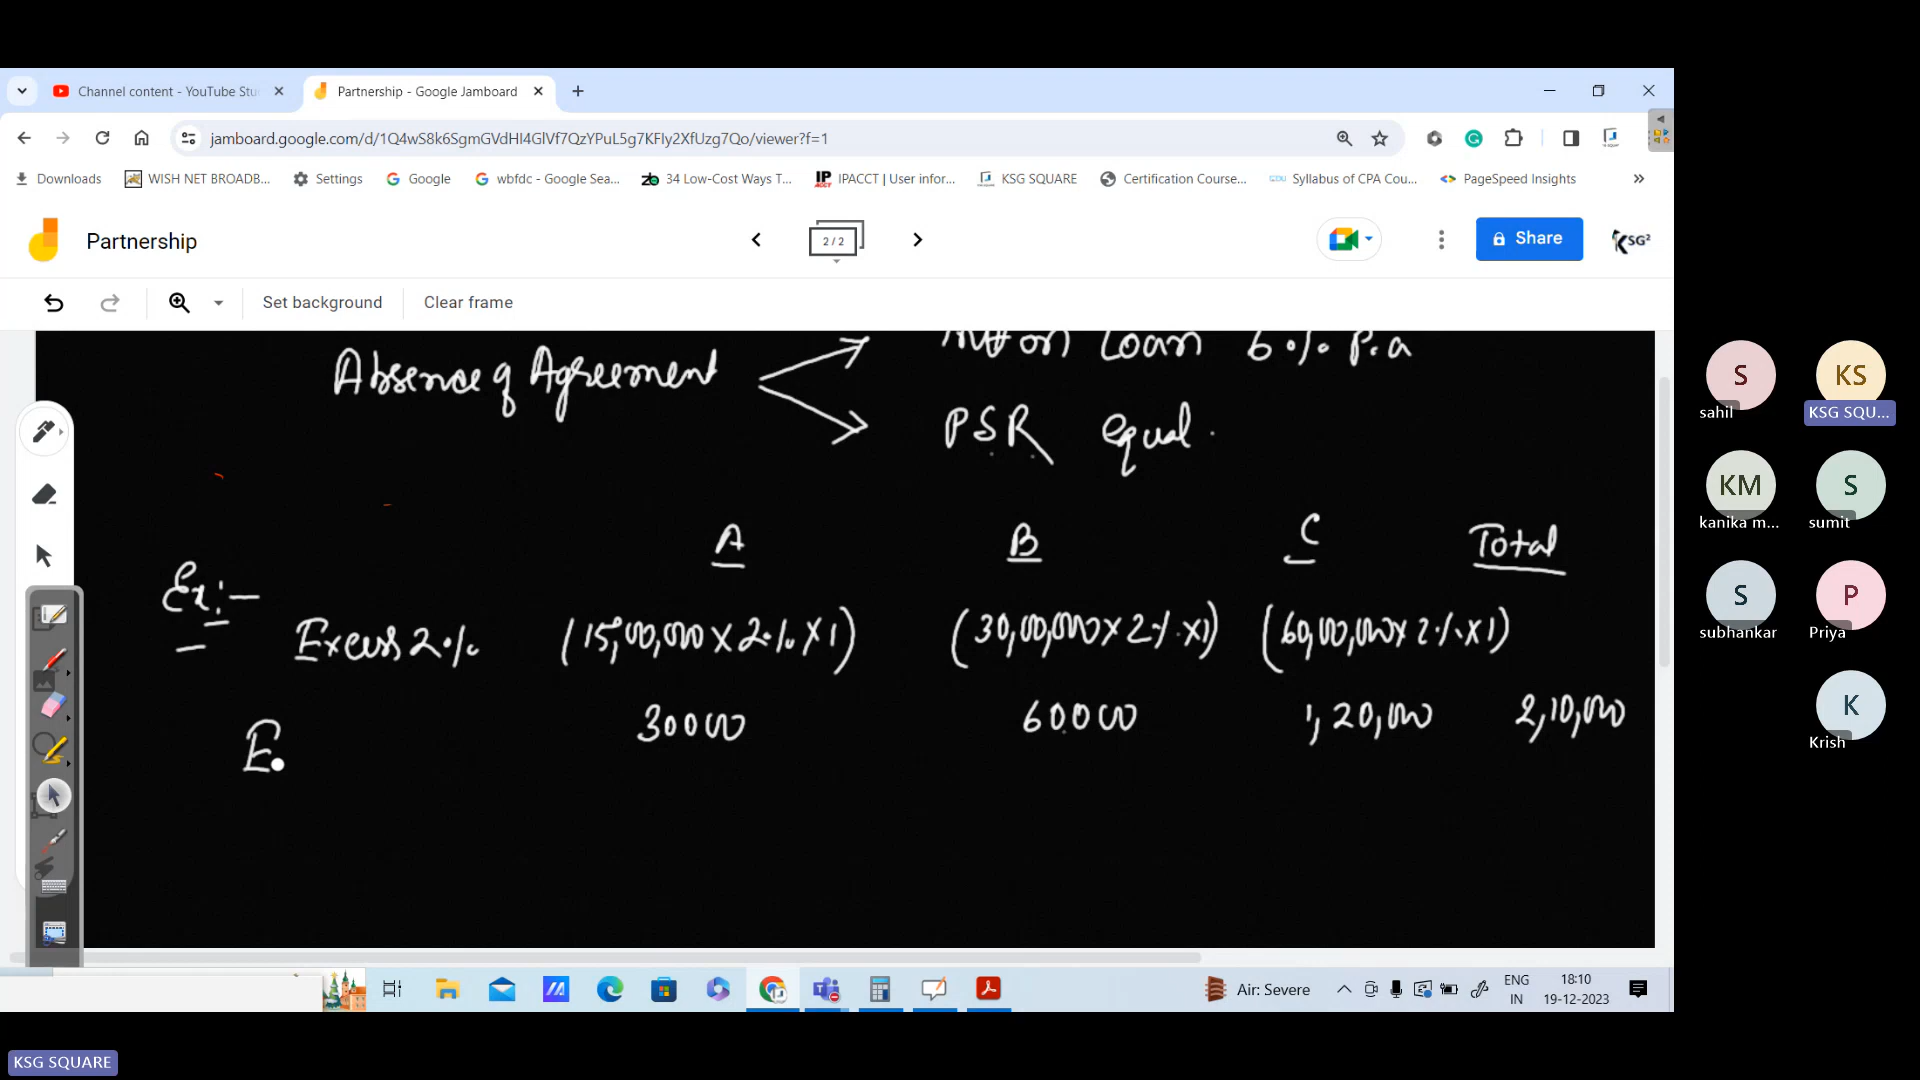 Channel content - YouTube Stu
Partnership - Google Jamboard
jamboard.google.com/d/1Q4wS8k6SgmGVdHI4GlVf7QzYPuL5g7KFIy2XfUzg7Qo/viewer?f=1
Downloads WISH NET BROADB... Settings Google wbfdc - Google Sea... 34 Low-Cost Ways T... IPACCT | User infor... KSG SQUARE Certification Course... Syllabus of CPA Cou... PageSpeed Insights »
Partnership 2 / 2 Share KSG²
Set background Clear frame
on Loan 6 % P.a
Absence of Agreement
PSR equal.
A B C Total
Ex:-
Excess 2% (15,00,000 x 2% x 1) (30,00,000 x 2% x 1) (60,00,000 x 2% x 1)
30000 60000 1,20,000 2,10,000
E
S KS
sahil KSG SQU...
KM S
kanika m... sumit
S P
subhankar Priya
K
Krish
Air: Severe ENG IN 18:10 19-12-2023
KSG SQUARE